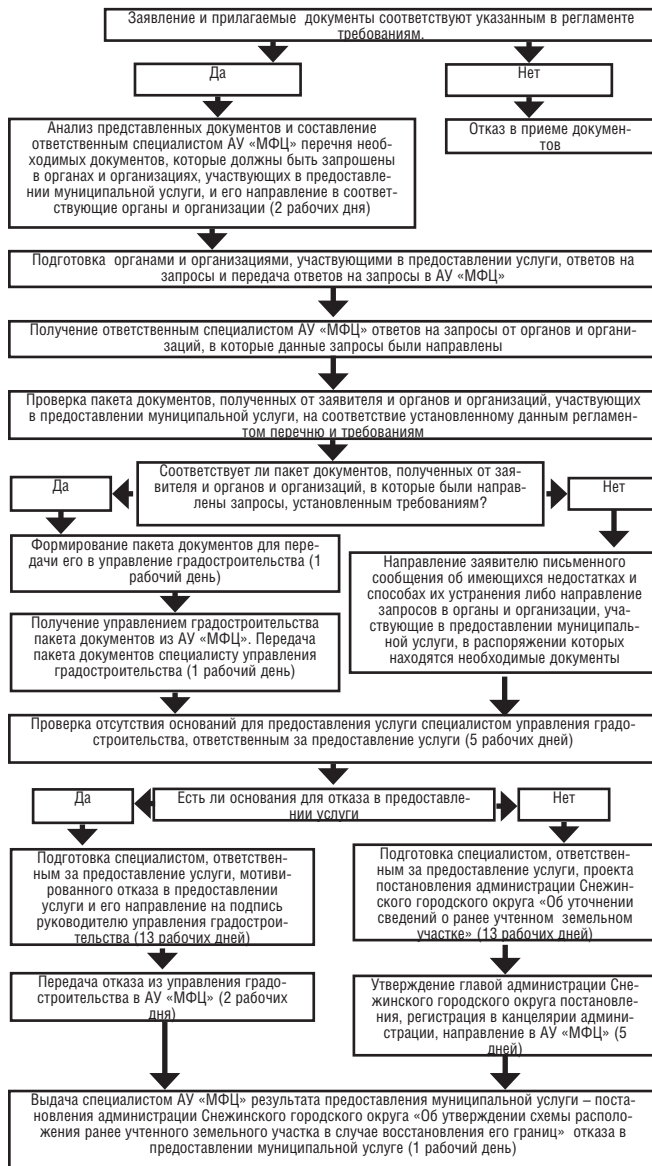 Заявление и прилагаемые документы соответствуют указанным в регламенте
требованиям.
Да
Нет
Анализ представленных документов и составление
ответственным специалистом АУ «МФЦ» перечня необ-
ходимых документов, которые должны быть запрошены
в органах и организациях, участвующих в предоставле-
нии муниципальной услуги, и его направление в соответ-
ствующие органы и организации (2 рабочих дня)
Отказ в приеме докумен-
тов
Подготовка органами и организациями, участвующими в предоставлении услуги, ответов на
запросы и передача ответов на запросы в АУ «МФЦ»
Получение ответственным специалистом АУ «МФЦ» ответов на запросы от органов и органи-
заций, в которые данные запросы были направлены
Проверка пакета документов, полученных от заявителя и органов и организаций, участвующих
в предоставлении муниципальной услуги, на соответствие установленному данным регламен-
том перечню и требованиям
Соответствует ли пакет документов, полученных от зая-
вителя и органов и организаций, в которые были направ-
лены запросы, установленным требованиям?
Да
Нет
Формирование пакета документов для пере-
дачи его в управление градостроительства (1
рабочий день)
Направление заявителю письменного
сообщения об имеющихся недостатках и
способах их устранения либо направление
запросов в органы и организации, уча-
ствующие в предоставлении муниципаль-
ной услуги, в распоряжении которых
находятся необходимые документы
Получение управлением градостроительства
пакета документов из АУ «МФЦ». Передача
пакета документов специалисту управления
градостроительства (1 рабочий день)
Проверка отсутствия оснований для предоставления услуги специалистом управления градо-
строительства, ответственным за предоставление услуги (5 рабочих дней)
Да
Есть ли основания для отказа в предоставле-
нии услуги
Нет
Подготовка специалистом, ответствен-
ным за предоставление услуги, мотиви-
рованного отказа в предоставлении
услуги и его направление на подпись
руководителю управления градострои-
тельства (13 рабочих дней)
Подготовка специалистом, ответствен-
ным за предоставление услуги, проекта
постановления администрации Снежин-
ского городского округа «Об уточнении
сведений о ранее учтенном земельном
участке» (13 рабочих дней)
Передача отказа из управления градо-
строительства в АУ «МФЦ» (2 рабочих
дня)
Утверждение главой администрации Сне-
жинского городского округа постановле-
ния, регистрация в канцелярии админи-
страции, направление в АУ «МФЦ» (5
дней)
Выдача специалистом АУ «МФЦ» результата предоставления муниципальной услуги – поста-
новления администрации Снежинского городского округа «Об утверждении схемы располо-
жения ранее учтенного земельного участка в случае восстановления его границ» отказа в
предоставлении муниципальной услуге (1 рабочий день)